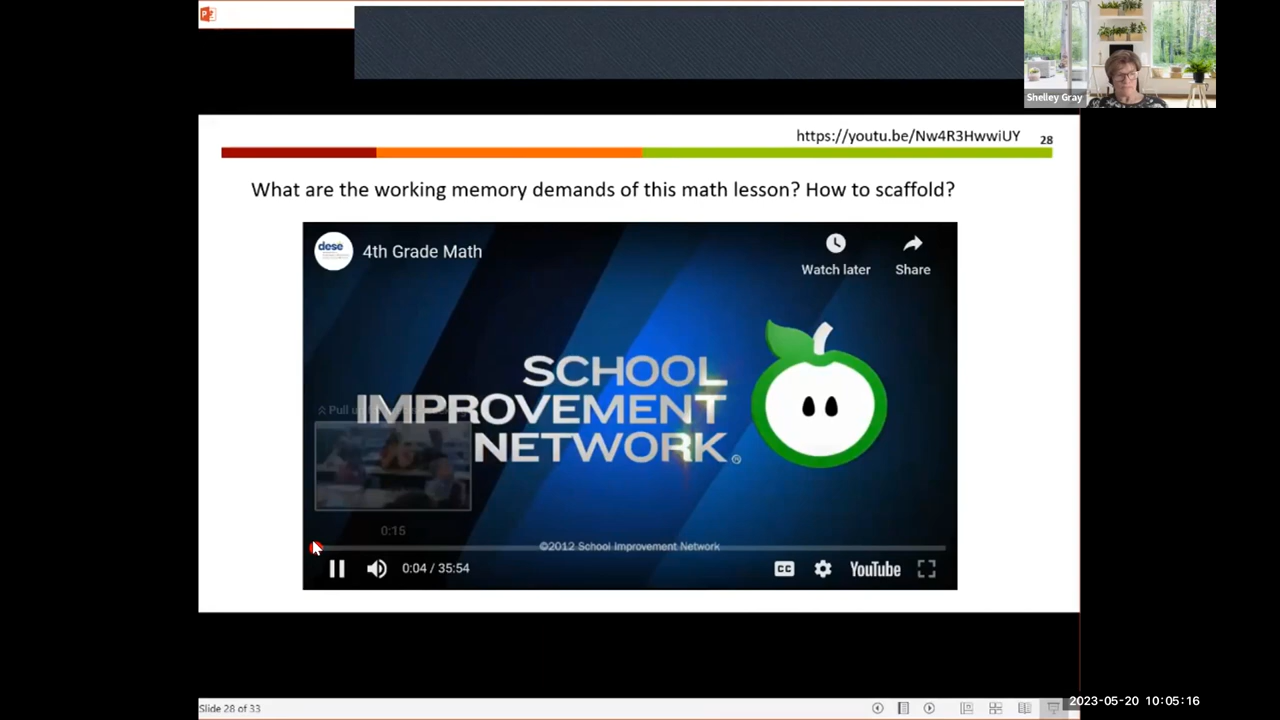 Shelley Gray
https://youtu.be/Nw4R3HwwiUY
28
What are the working memory demands of this math lesson? How to scaffold?
dese
4th Grade Math
Watch later
Share
SCHOOL
IMPROVEMENT
NETWORK®
Pull up
0:15
©2012 School Improvement Network
0:04 / 35:54
CC
YouTube
Slide 28 of 33
2023-05-20 10:05:16